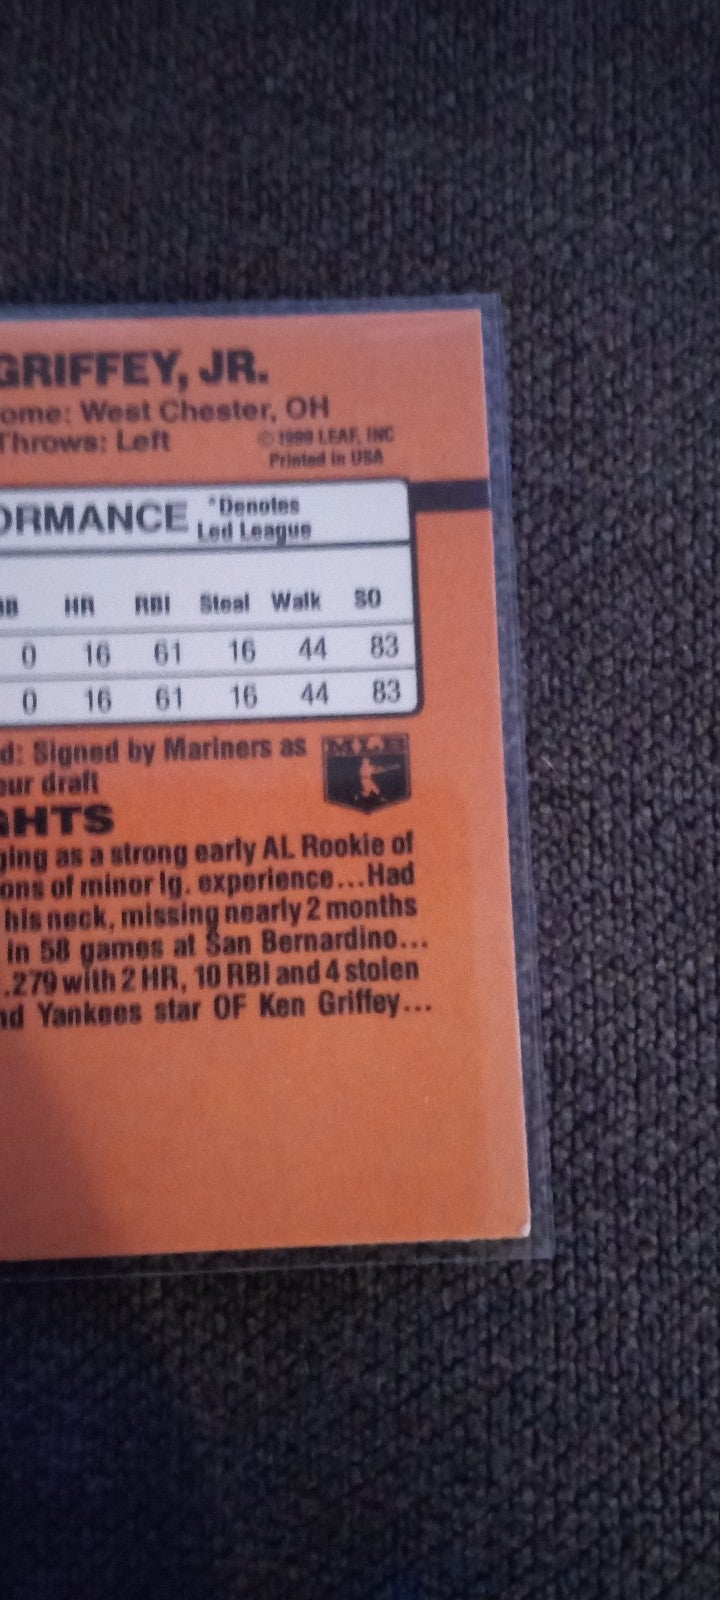 GRIFFEY, JR.
ome: West Chester, OH
Throws: Left
©1989 LEAF, INC
Printed in USA
ORMANCE
*Denotes
Led League
HR RBI Steal Walk SO
0 16 61 16 44 83
0 16 61 16 44 83
d: Signed by Mariners as
eur draft
MLB
GHTS
ging as a strong early AL Rookie of
ons of minor lg. experience...Had
his neck, missing nearly 2 months
in 58 games at San Bernardino...
.279 with 2 HR, 10 RBI and 4 stolen
nd Yankees star OF Ken Griffey...